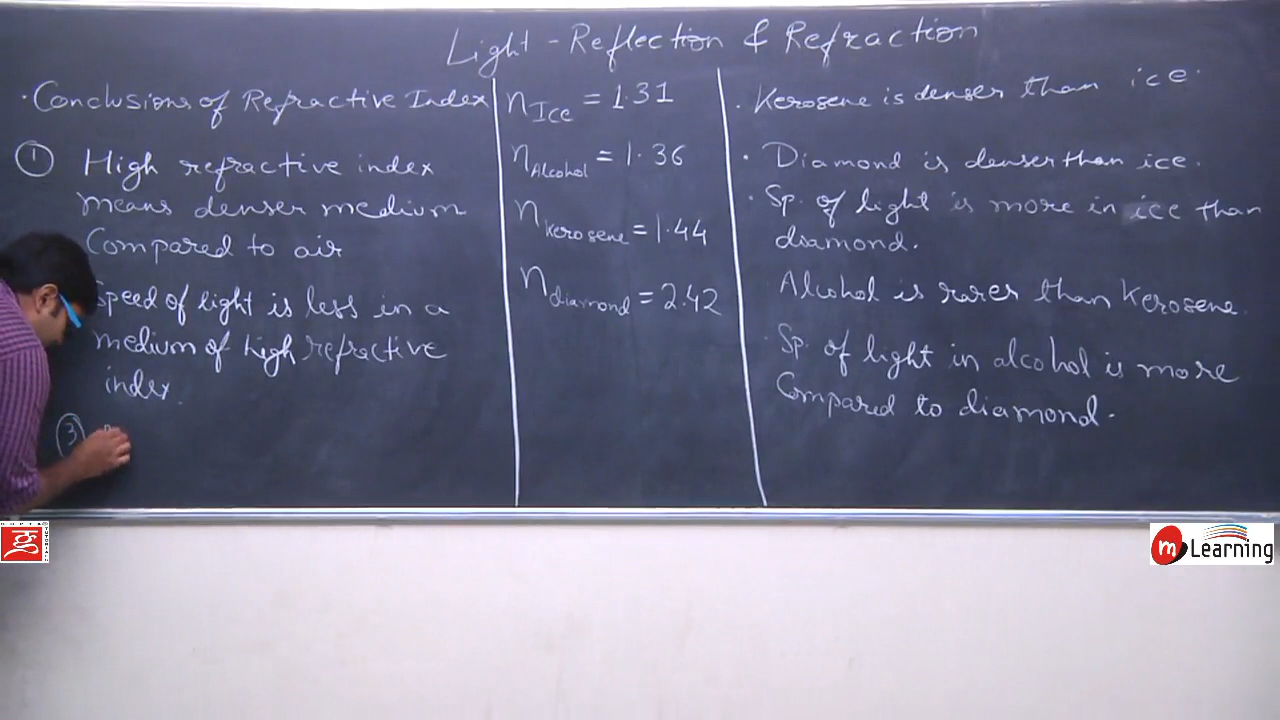 Light - Reflection & Refraction
· Conclusions of Refractive Index
① High refractive index
means denser medium
Compared to air
Speed of light is less in a
medium of high refractive
index.
③
n Ice = 1.31
n Alcohol = 1.36
n Kerosene = 1.44
n diamond = 2.42
· Kerosene is denser than ice.
· Diamond is denser than ice.
· Sp. of light is more in ice than
diamond.
Alcohol is rarer than Kerosene.
· Sp. of light in alcohol is more
Compared to diamond.
m Learning